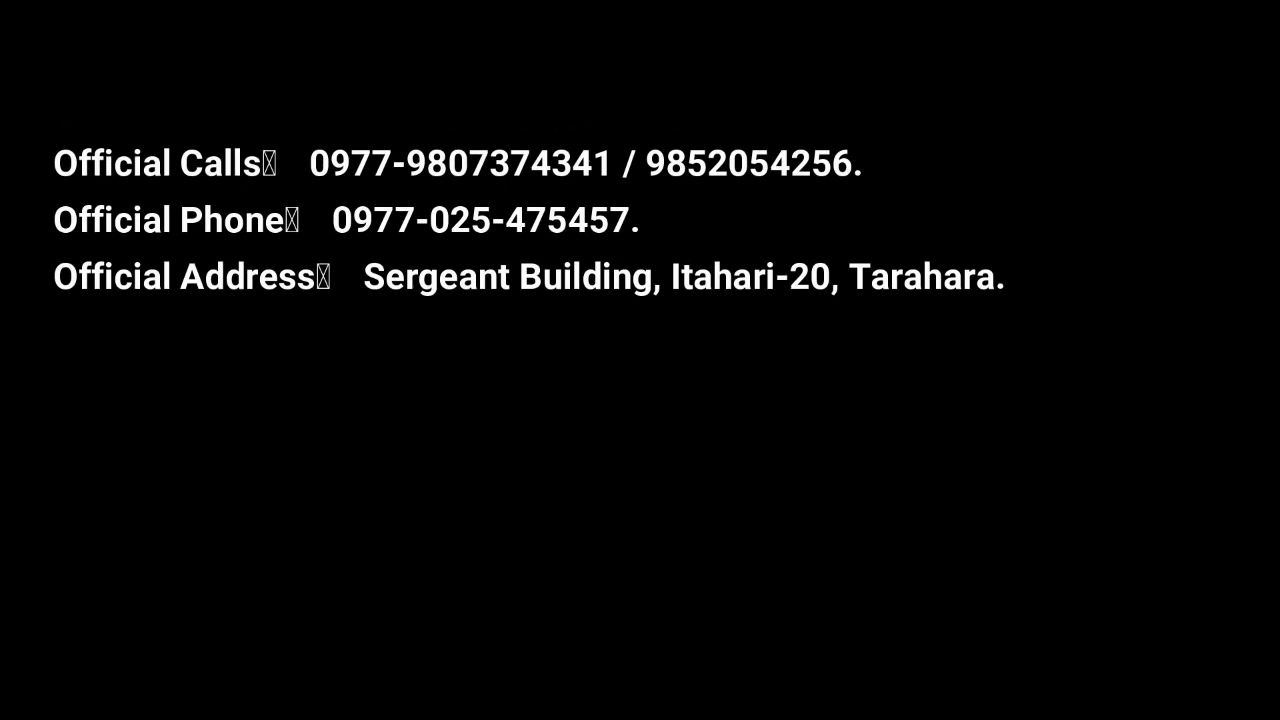 Official Calls 0977-9807374341 / 9852054256.
Official Phone 0977-025-475457.
Official Address Sergeant Building, Itahari-20, Tarahara.